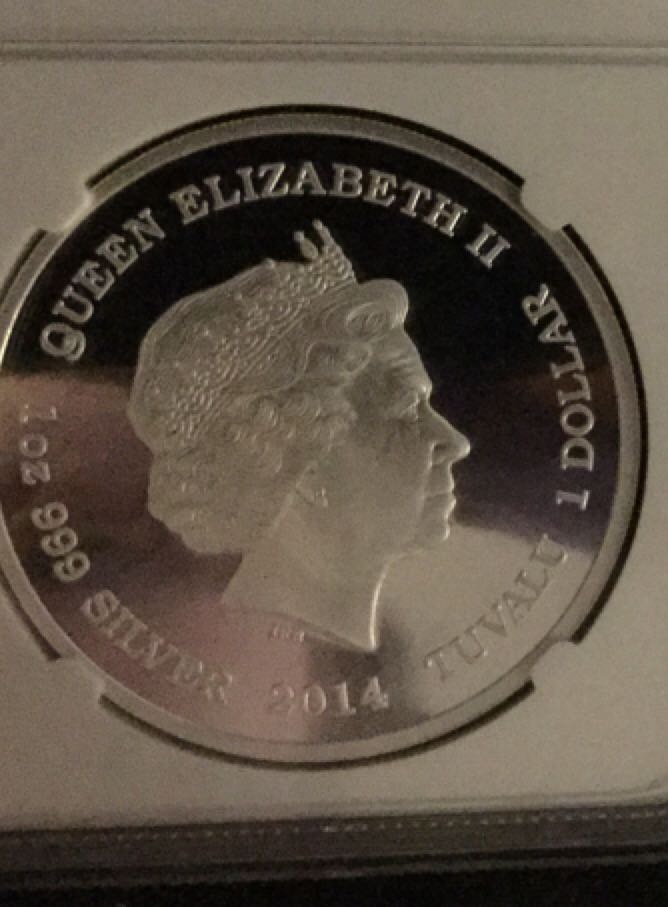 QUEEN ELIZABETH II
1 DOLLAR
TUVALU
2014
1 OZ 999 SILVER